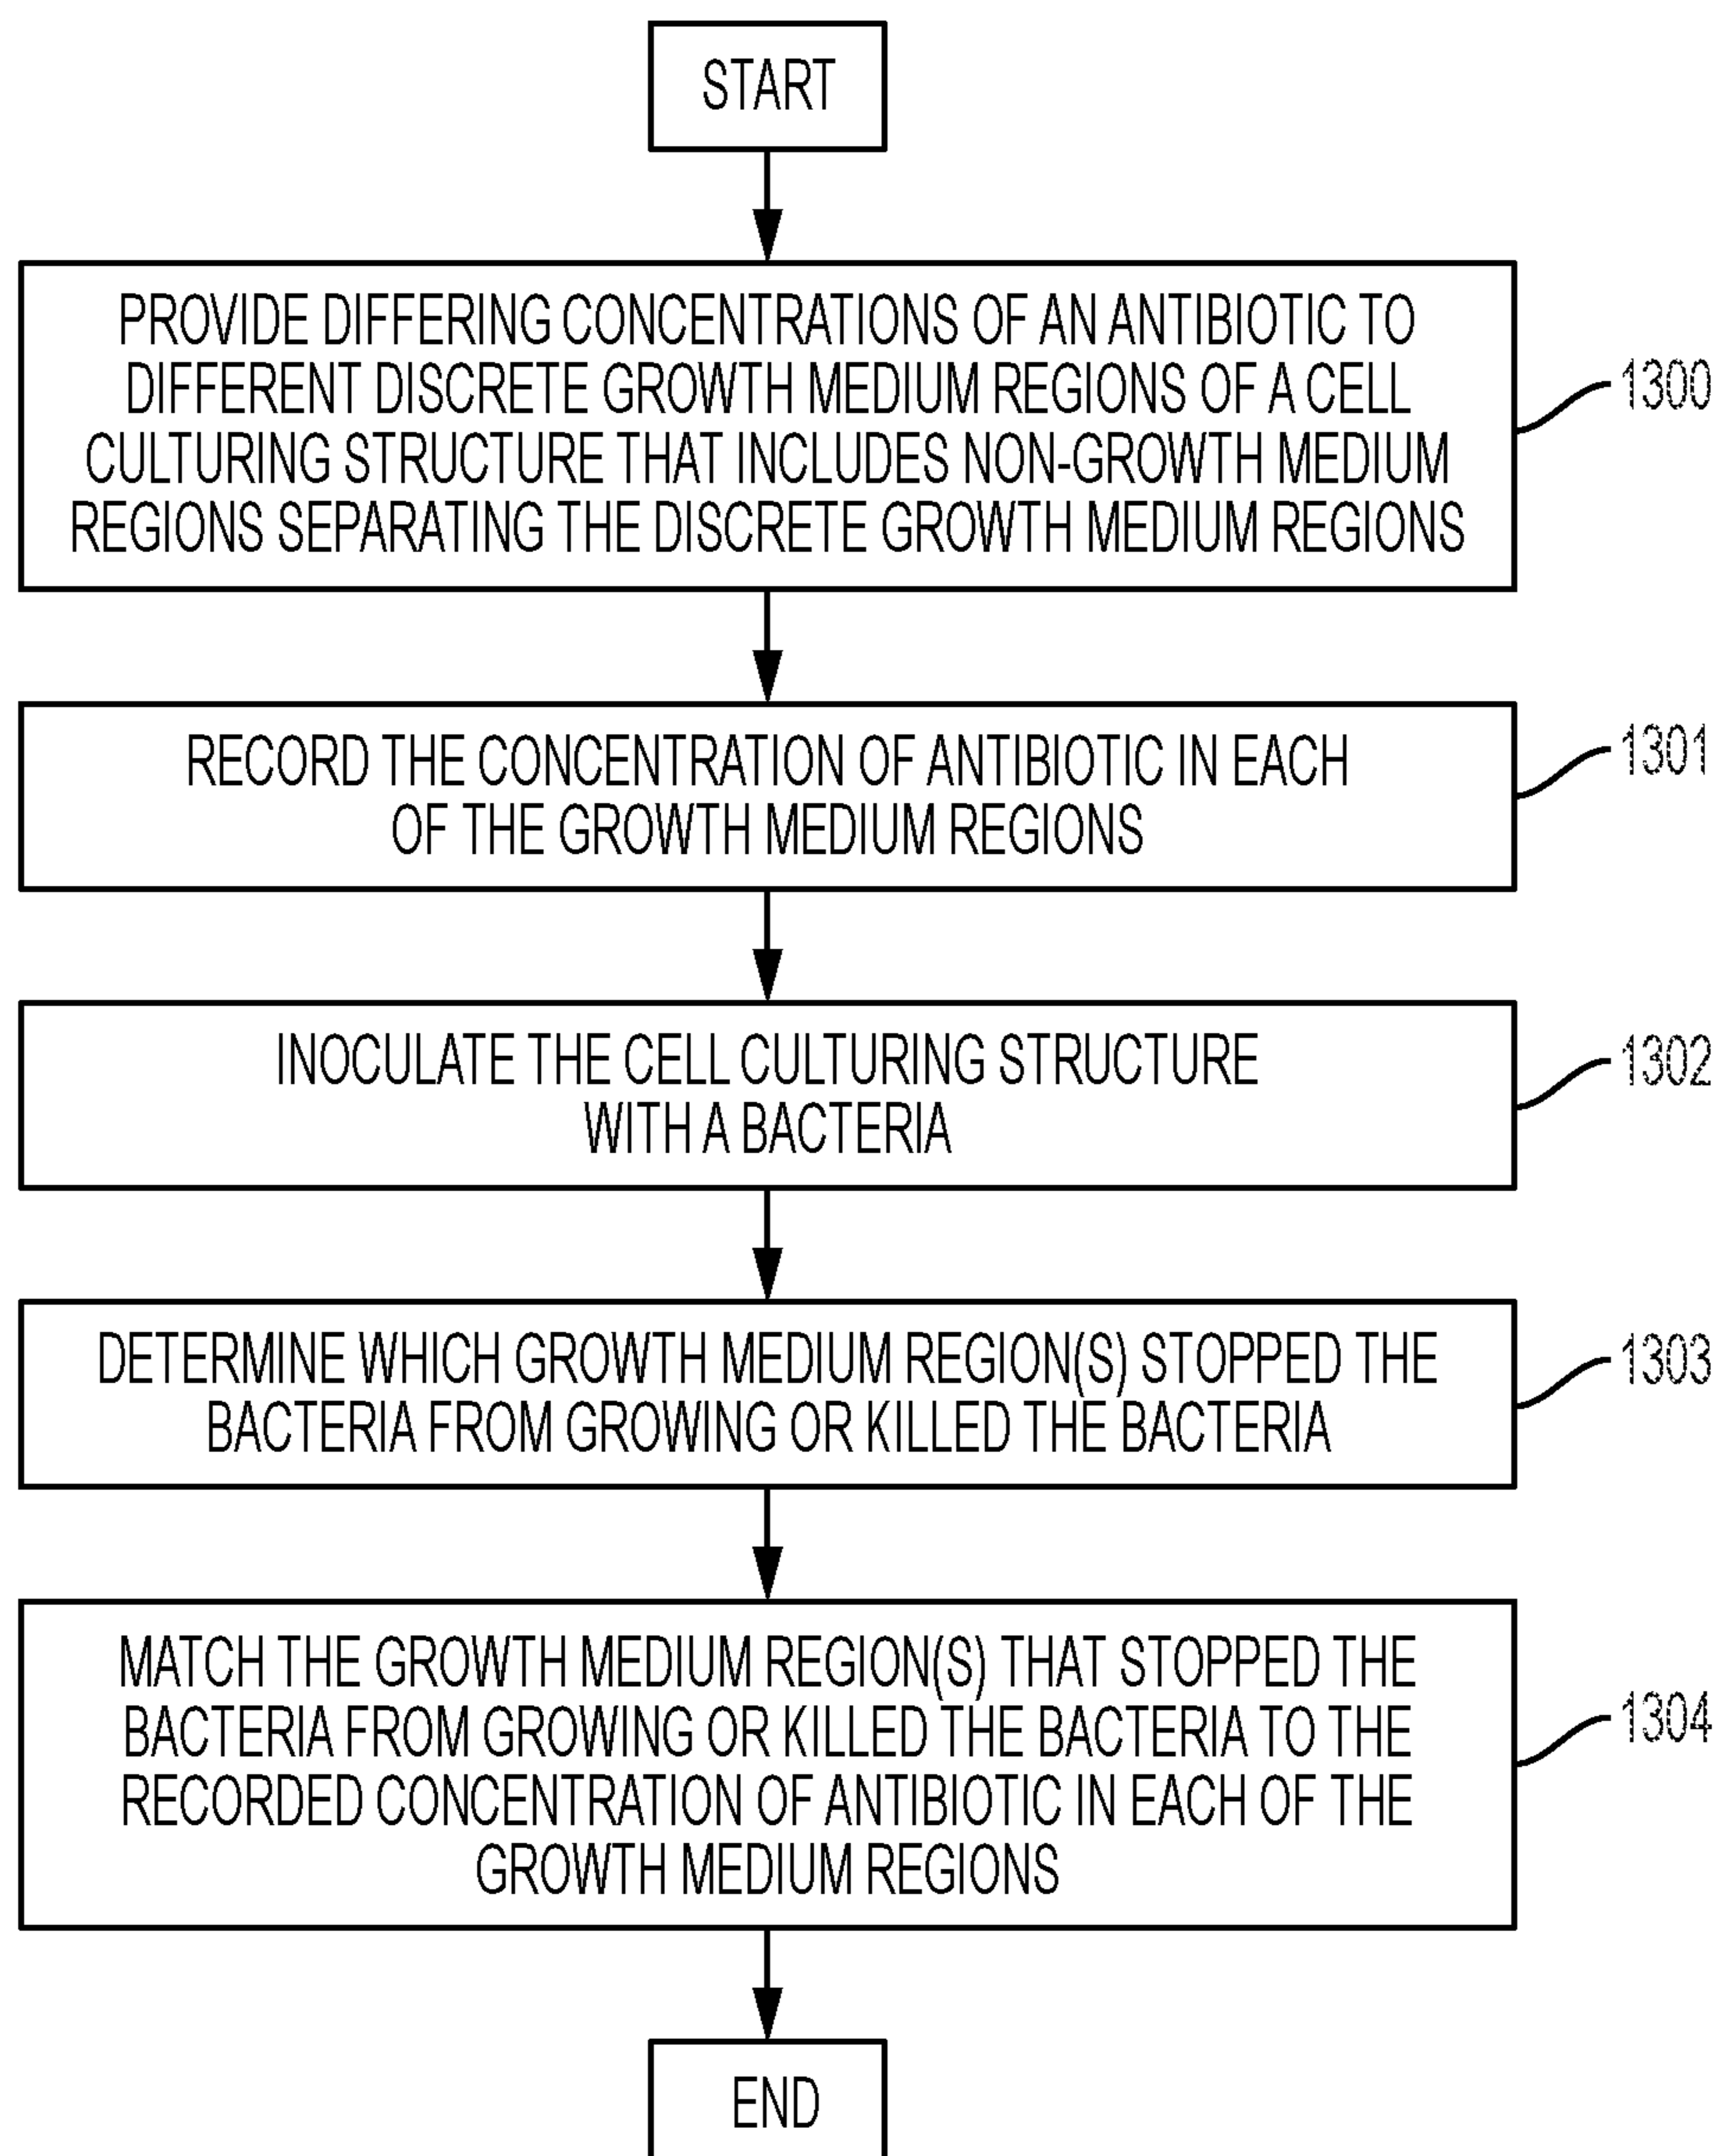 START
PROVIDE DIFFERING CONCENTRATIONS OF AN ANTIBIOTIC TO
DIFFERENT DISCRETE GROWTH MEDIUM REGIONS OF A CELL
CULTURING STRUCTURE THAT INCLUDES NON-GROWTH MEDIUM
REGIONS SEPARATING THE DISCRETE GROWTH MEDIUM REGIONS
1300
RECORD THE CONCENTRATION OF ANTIBIOTIC IN EACH
OF THE GROWTH MEDIUM REGIONS
1301
INOCULATE THE CELL CULTURING STRUCTURE
WITH A BACTERIA
1302
DETERMINE WHICH GROWTH MEDIUM REGION(S) STOPPED THE
BACTERIA FROM GROWING OR KILLED THE BACTERIA
1303
MATCH THE GROWTH MEDIUM REGION(S) THAT STOPPED THE
BACTERIA FROM GROWING OR KILLED THE BACTERIA TO THE
RECORDED CONCENTRATION OF ANTIBIOTIC IN EACH OF THE
GROWTH MEDIUM REGIONS
1304
END